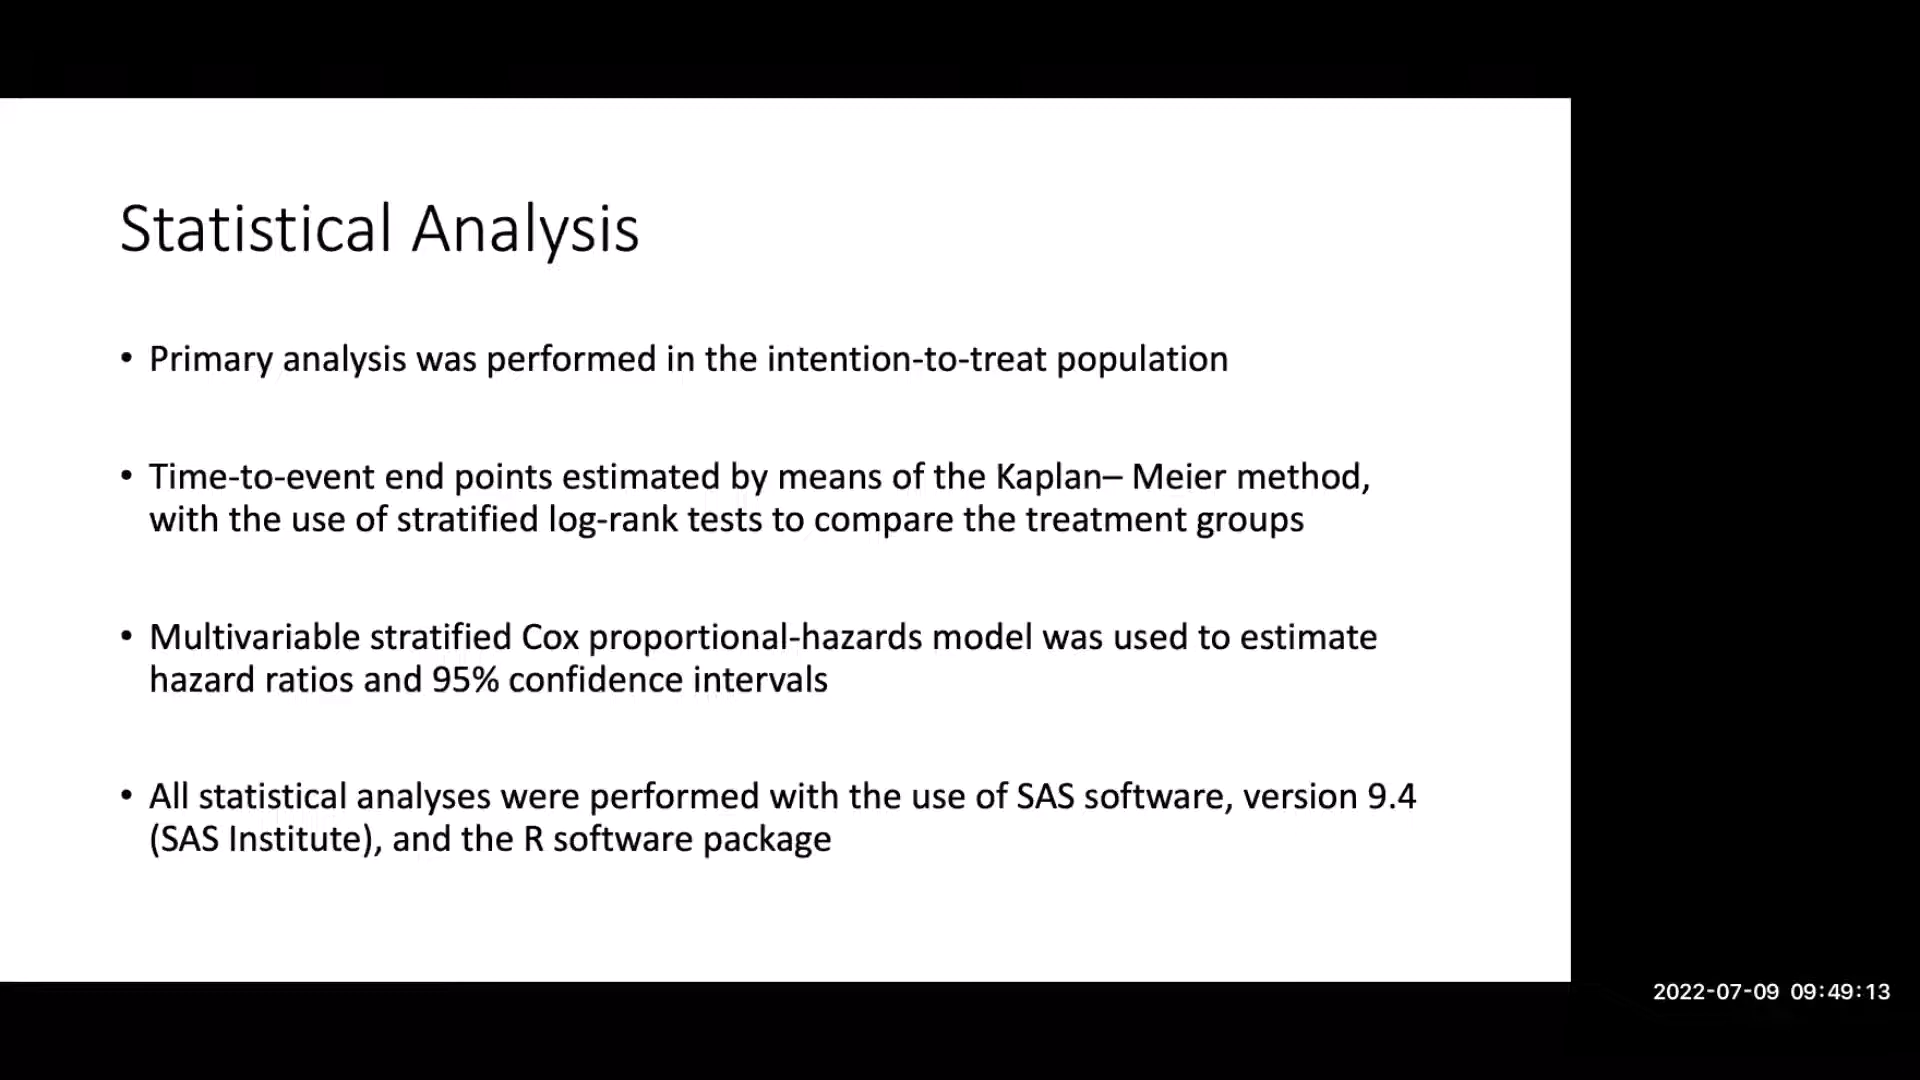 Statistical Analysis
• Primary analysis was performed in the intention-to-treat population
• Time-to-event end points estimated by means of the Kaplan– Meier method,
with the use of stratified log-rank tests to compare the treatment groups
• Multivariable stratified Cox proportional-hazards model was used to estimate
hazard ratios and 95% confidence intervals
• All statistical analyses were performed with the use of SAS software, version 9.4
(SAS Institute), and the R software package
2022-07-09 09:49:13